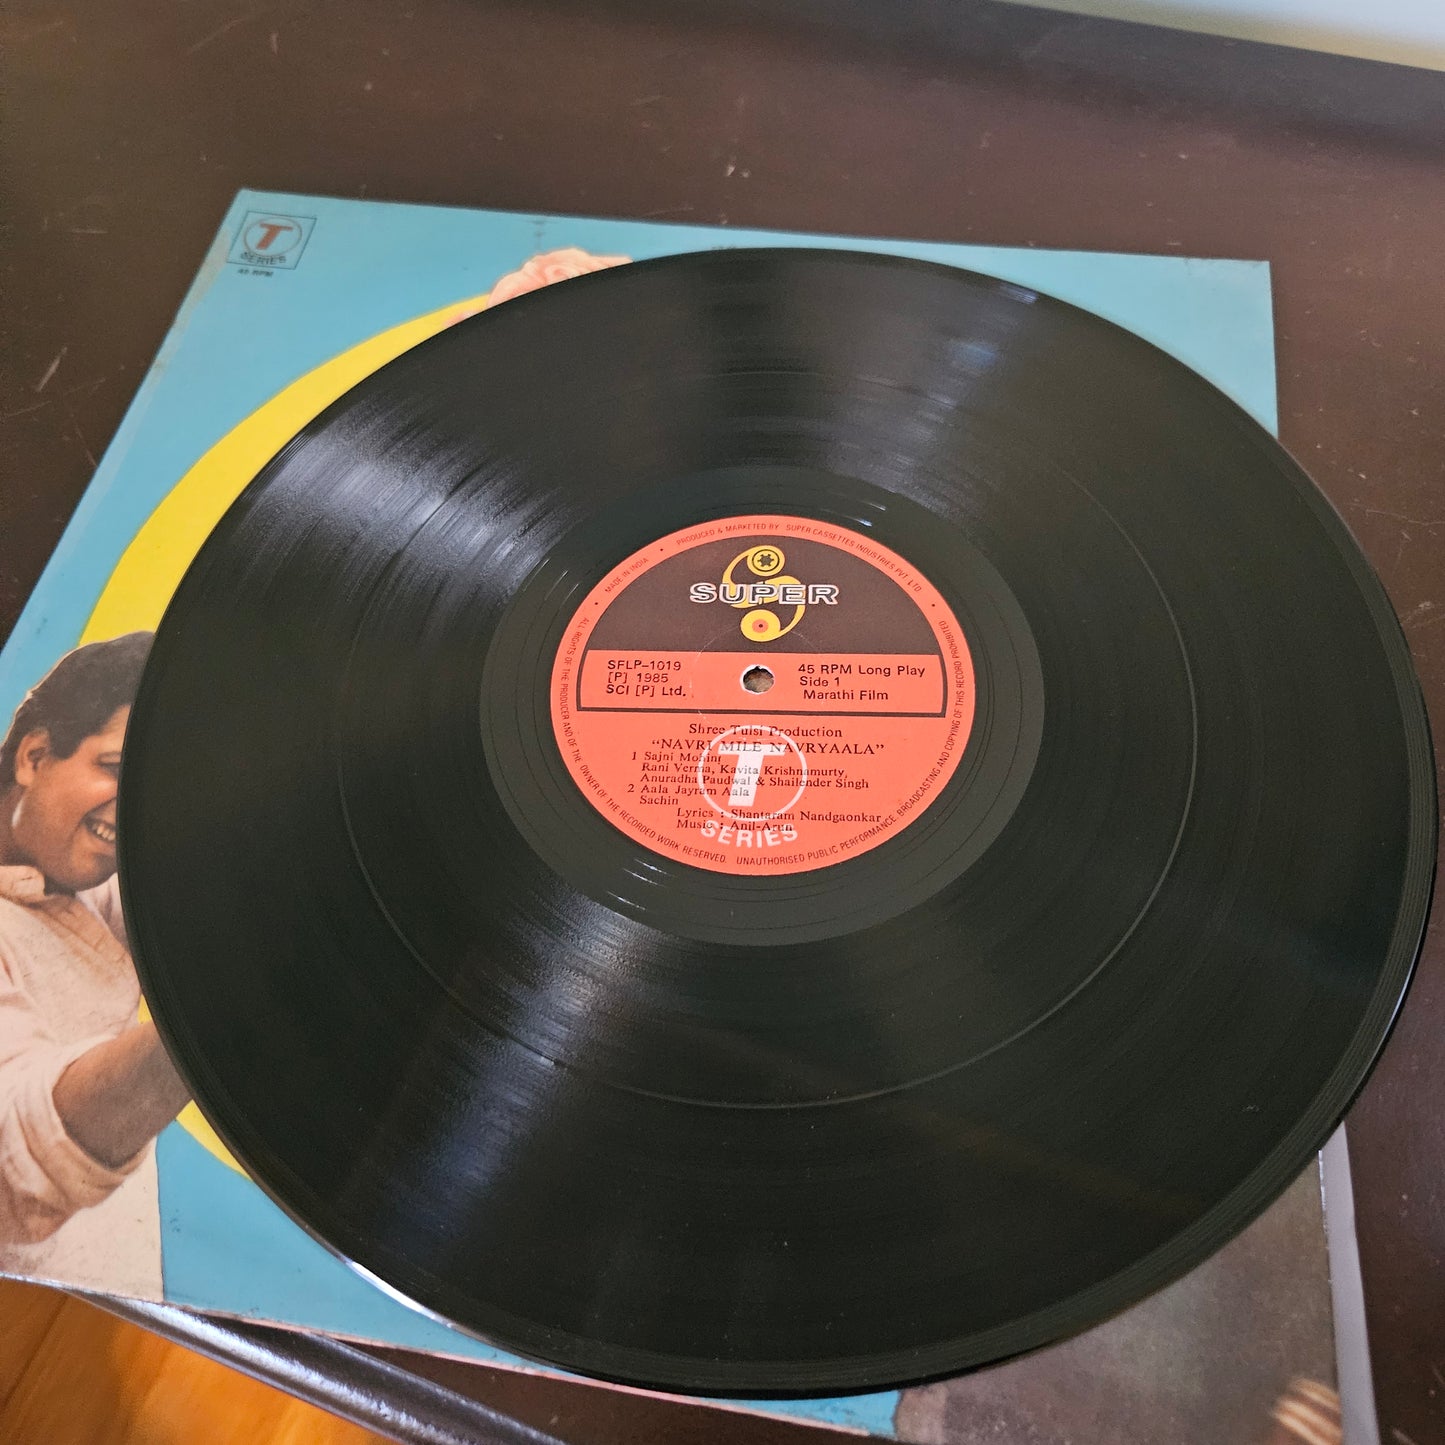 T
SERIES
45 RPM
MADE IN INDIA • PRODUCED & MARKETED BY SUPER CASSETTES INDUSTRIES PVT. LTD •
SUPER
SFLP-1019
[P] 1985
SCI [P] Ltd.
45 RPM Long Play
Side 1
Marathi Film
Shree Tulsi Production
"NAVRI MILE NAVRYAALA"
1 Sajni Mohini
Rani Verma, Kavita Krishnamurty,
Anuradha Paudwal & Shailender Singh
2 Aala Jayram Aala
Sachin
Lyrics : Shantaram Nandgaonkar
Music : Anil-Arun
T
SERIES
ALL RIGHTS OF THE PRODUCER AND OF THE OWNER OF THE RECORDED WORK RESERVED. UNAUTHORISED PUBLIC PERFORMANCE, BROADCASTING AND COPYING OF THIS RECORD PROHIBITED